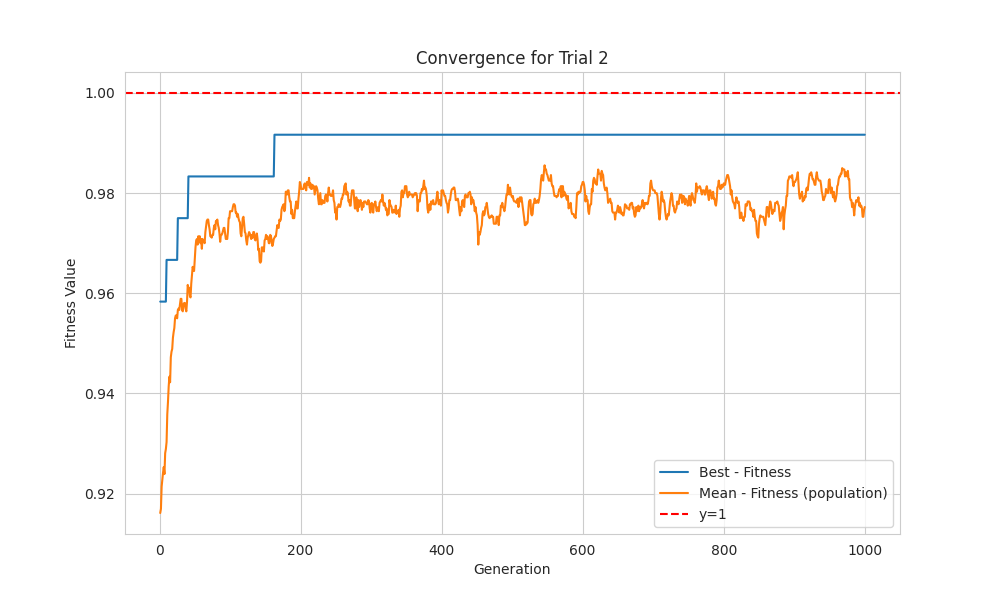 Convergence for Trial 2
1.00
0.98
0.96
0.94
0.92
Fitness Value
0 200 400 600 800 1000
Generation
Best - Fitness
Mean - Fitness (population)
y=1